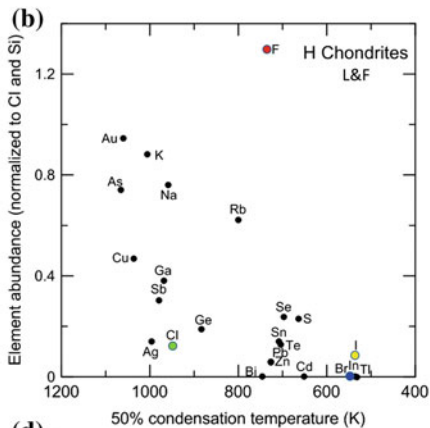 (b)
Element abundance (normalized to CI and Si)
1.2
0.8
0.4
0
H Chondrites
L&F
F
Au
K
As
Na
Rb
Cu
Ga
Sb
Se
S
Ge
Ag
Cl
Sn
Te
Pb
Zn
I
Bi
Cd
Br
In
Tl
1200
1000
800
600
400
50% condensation temperature (K)
(d)